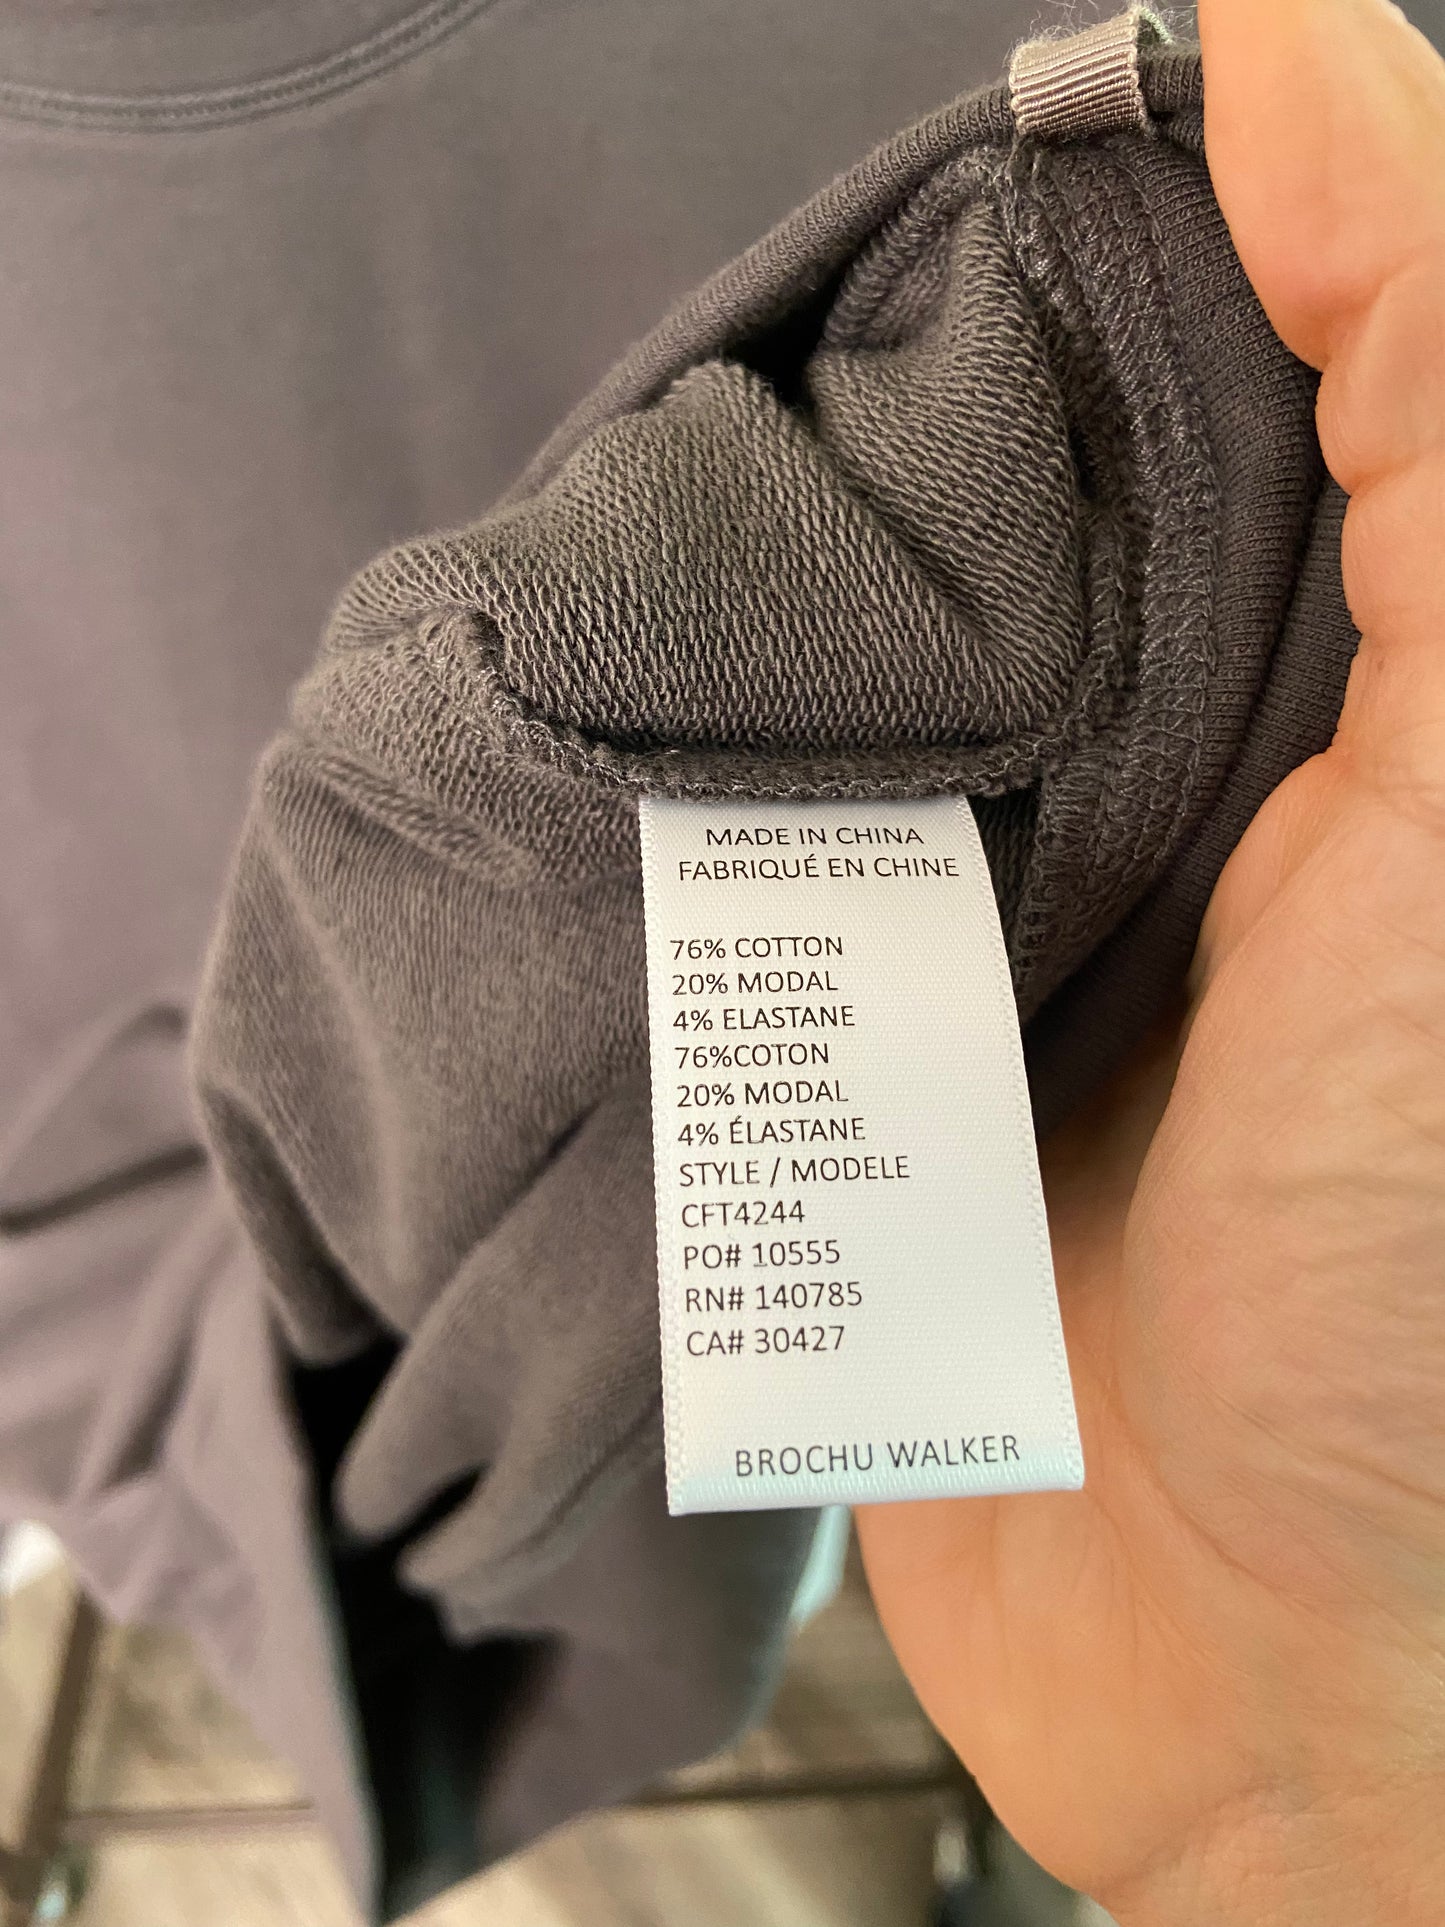 MADE IN CHINA
FABRIQUÉ EN CHINE
76% COTTON
20% MODAL
4% ELASTANE
76%COTON
20% MODAL
4% ÉLASTANE
STYLE / MODELE
CFT4244
PO# 10555
RN# 140785
CA# 30427
BROCHU WALKER